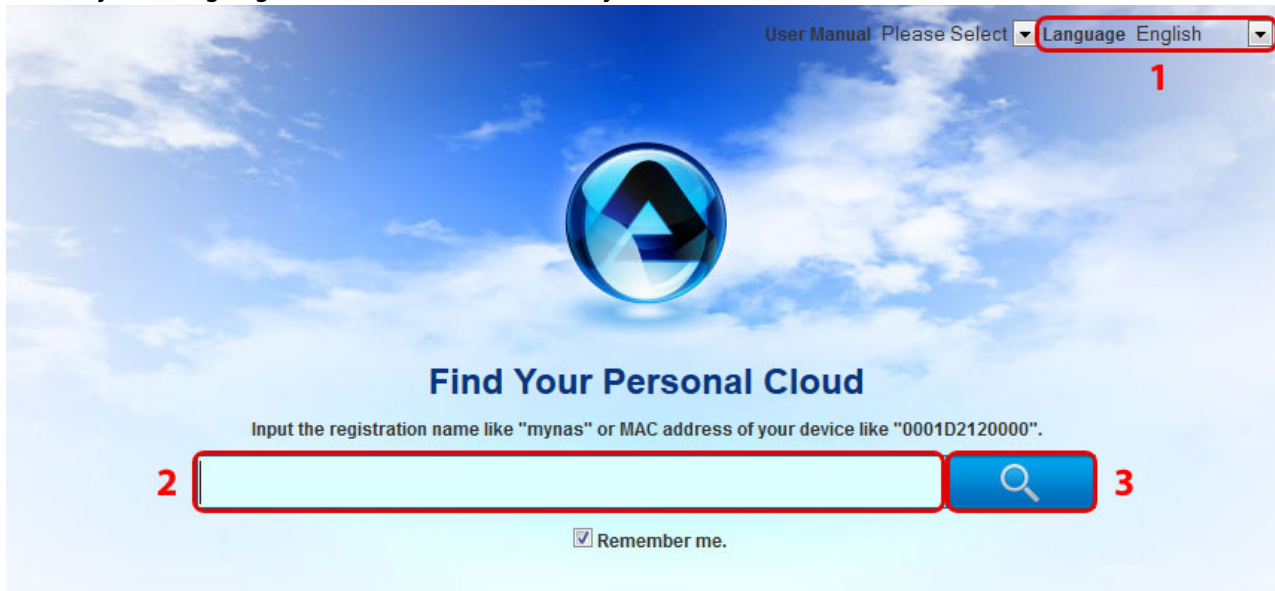 User Manual Please Select Language English
1
Find Your Personal Cloud
Input the registration name like "mynas" or MAC address of your device like "0001D2120000".
2
3
Remember me.